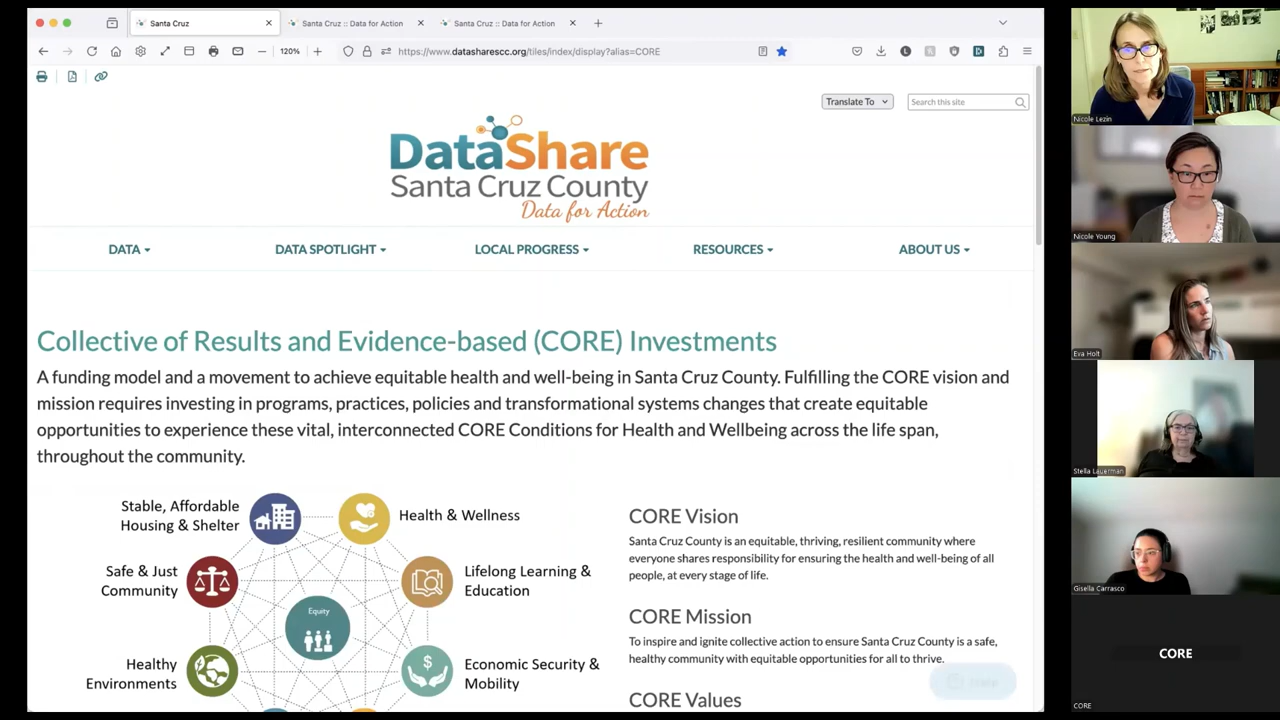 Santa Cruz
Santa Cruz :: Data for Action
Santa Cruz :: Data for Action
120%
https://www.datasharescc.org/tiles/index/display?alias=CORE
Translate To
Search this site
DataShare
Santa Cruz County
Data for Action
DATA
DATA SPOTLIGHT
LOCAL PROGRESS
RESOURCES
ABOUT US
Collective of Results and Evidence-based (CORE) Investments
A funding model and a movement to achieve equitable health and well-being in Santa Cruz County. Fulfilling the CORE vision and
mission requires investing in programs, practices, policies and transformational systems changes that create equitable
opportunities to experience these vital, interconnected CORE Conditions for Health and Wellbeing across the life span,
throughout the community.
Stable, Affordable
Housing & Shelter
Health & Wellness
Safe & Just
Community
Lifelong Learning &
Education
Equity
Healthy
Environments
Economic Security &
Mobility
CORE Vision
Santa Cruz County is an equitable, thriving, resilient community where
everyone shares responsibility for ensuring the health and well-being of all
people, at every stage of life.
CORE Mission
To inspire and ignite collective action to ensure Santa Cruz County is a safe,
healthy community with equitable opportunities for all to thrive.
CORE Values
Nicole Lezin
Nicole Young
Eva Holt
Stella Lauerman
Gisella Carrasco
CORE
CORE